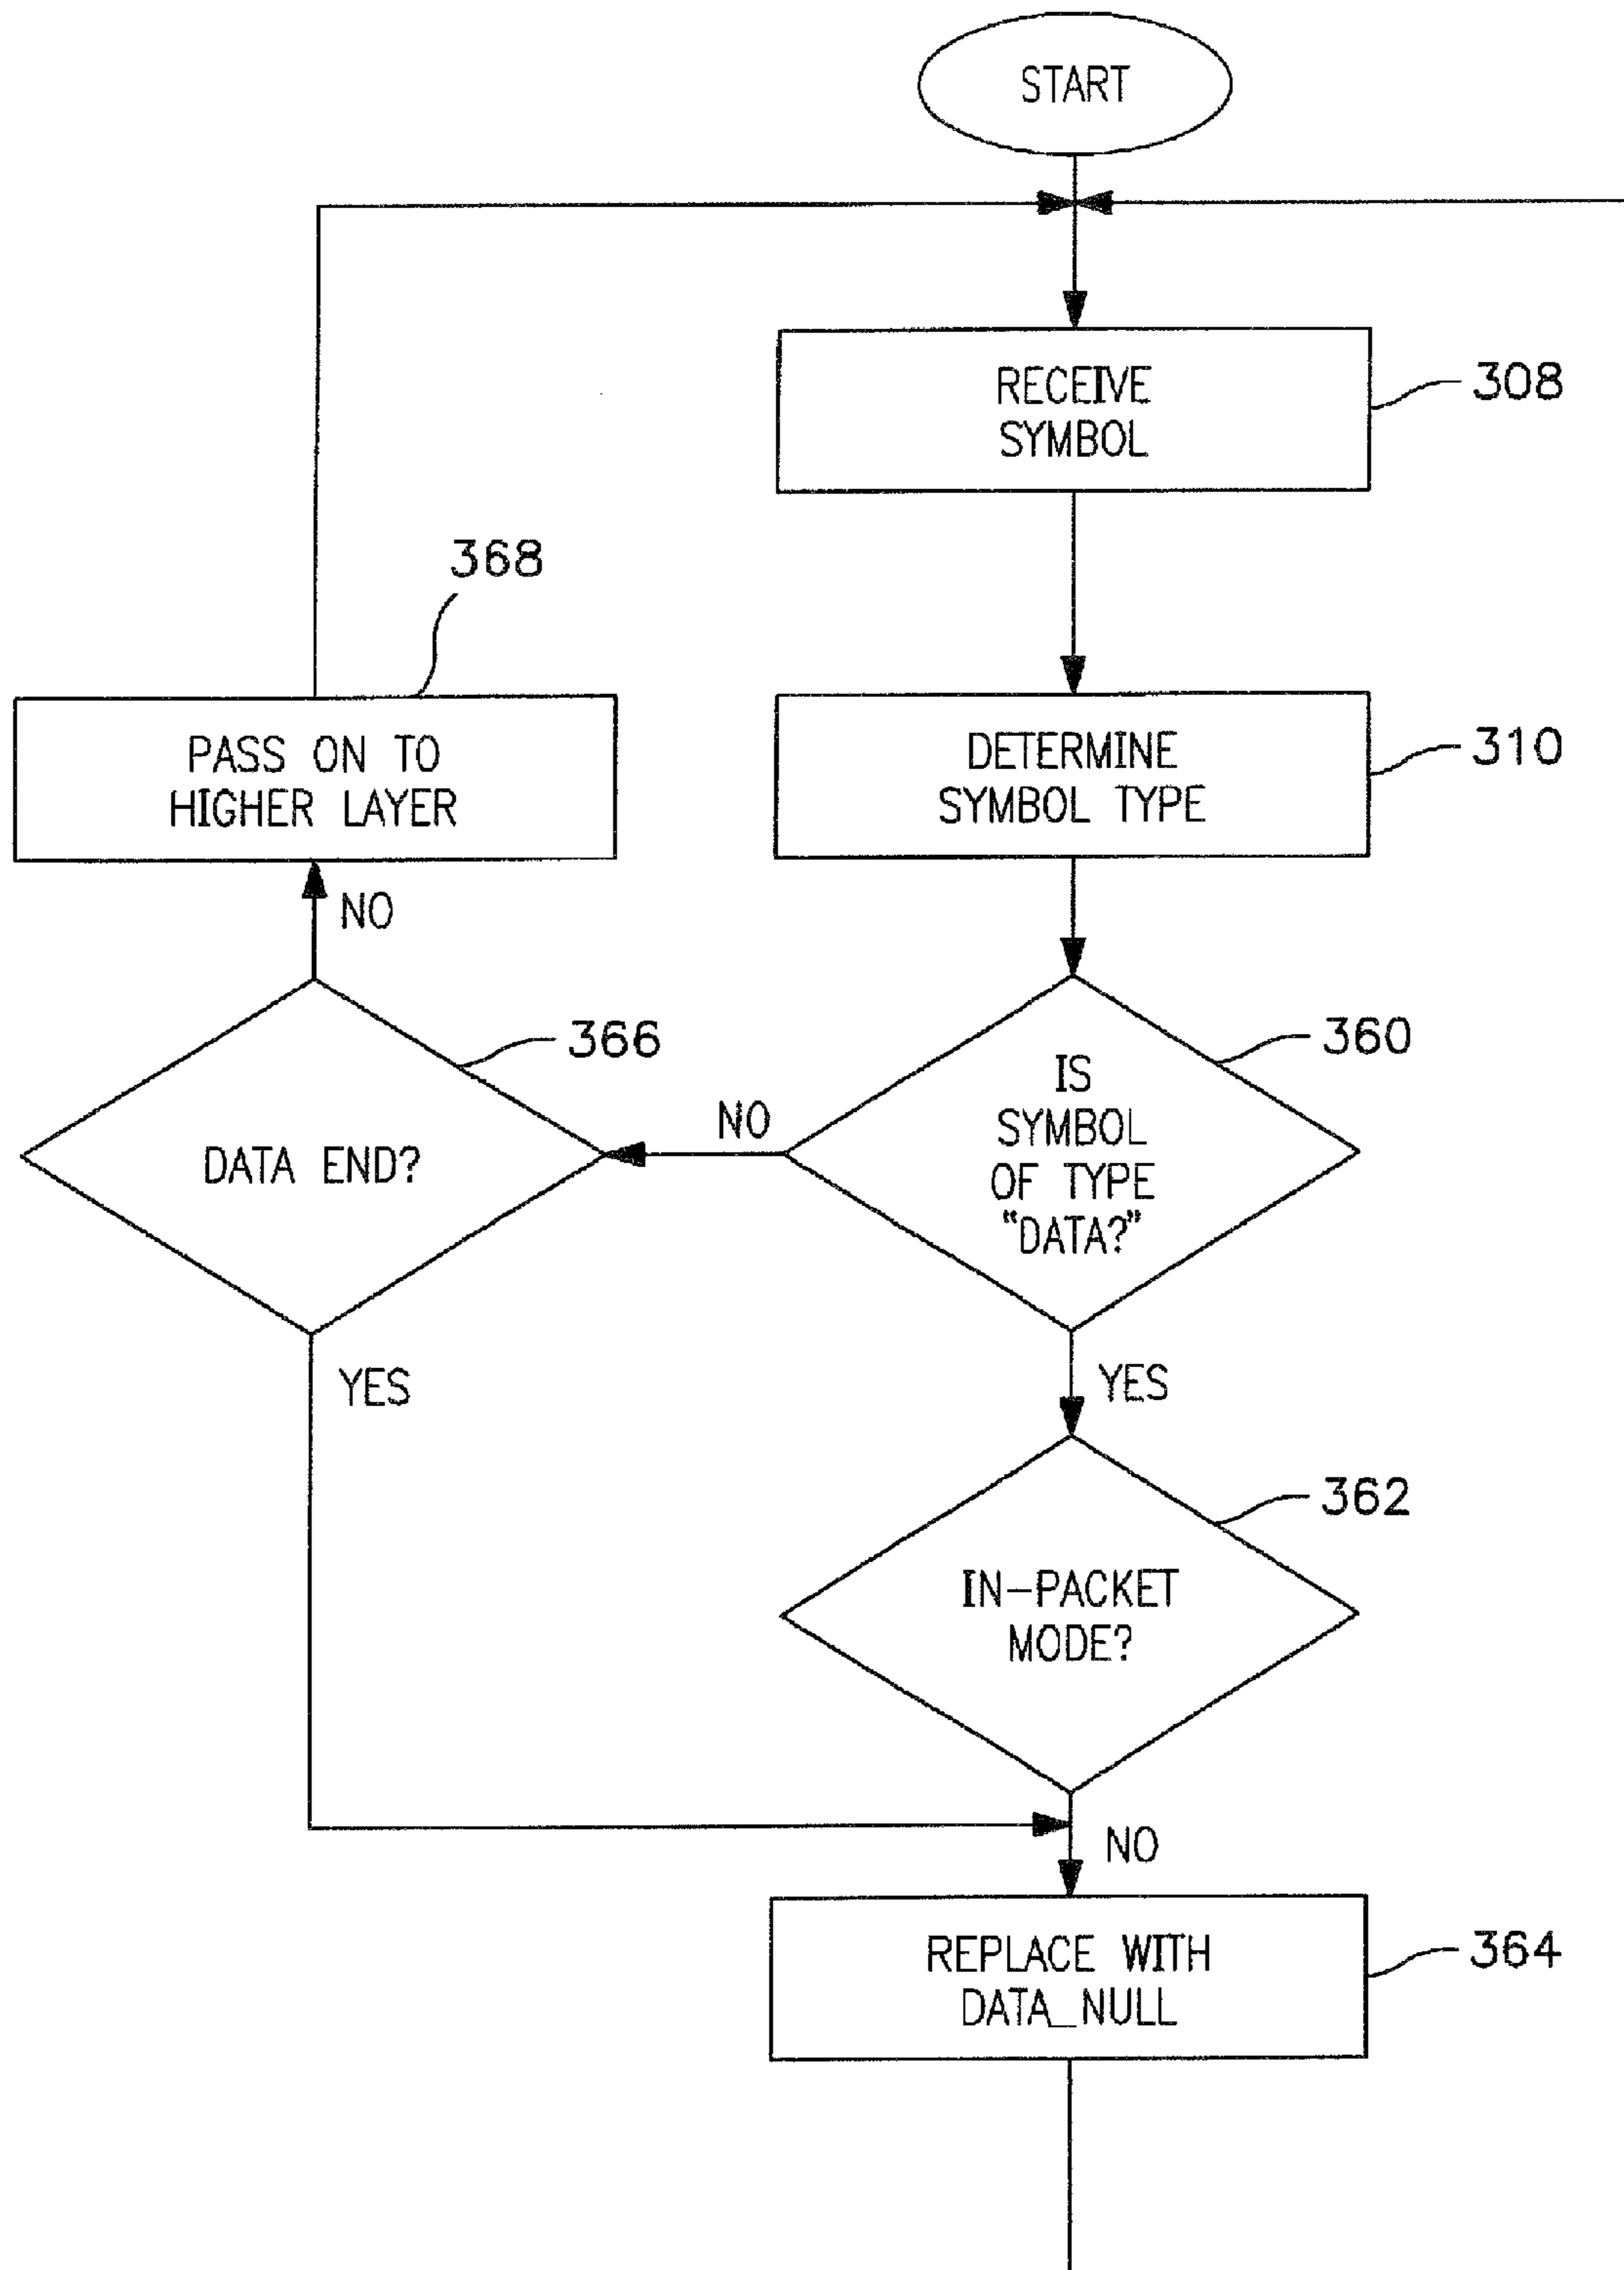 START
RECEIVE
SYMBOL
308
368
PASS ON TO
HIGHER LAYER
DETERMINE
SYMBOL TYPE
310
NO
366
DATA END?
NO
360
IS
SYMBOL
OF TYPE
“DATA?”
YES
YES
362
IN–PACKET
MODE?
NO
REPLACE WITH
DATA_NULL
364